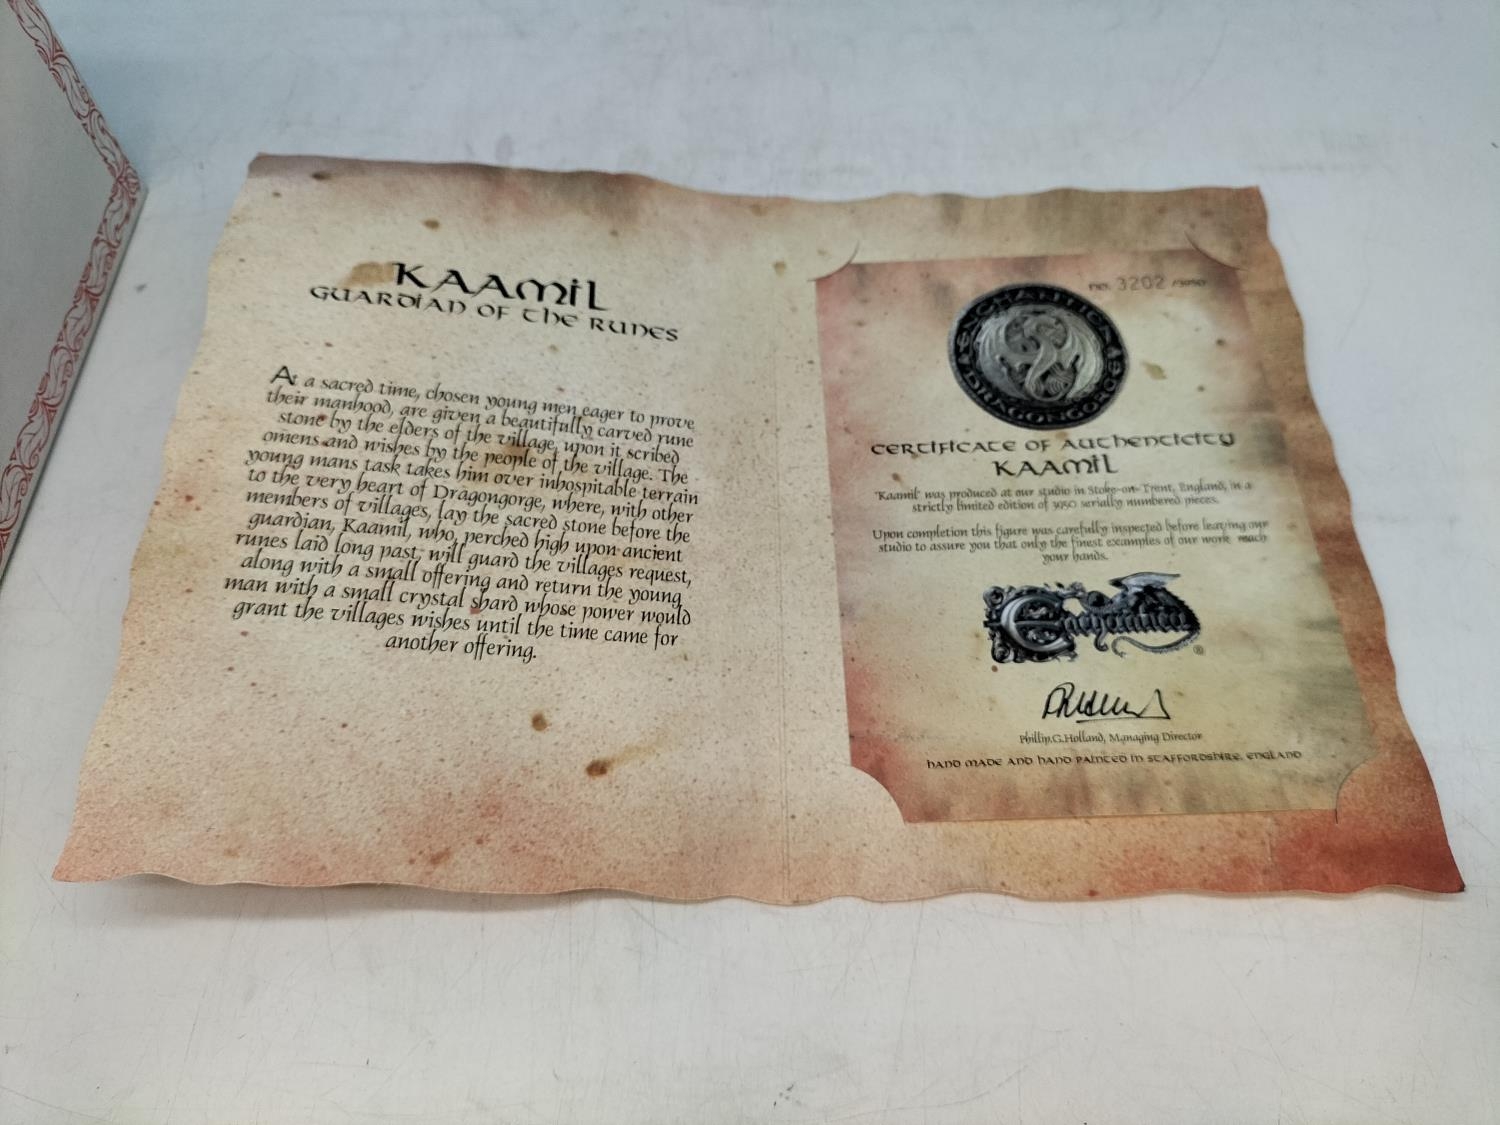 KAAMIL
GUARDIAN OF THE RUNES
At a sacred time, chosen young men eager to prove
their manhood, are given a beautifully carved rune
stone by the elders of the village, upon it scribed
omens and wishes by the people of the village. The
young mans task takes him over inhospitable terrain
to the very heart of Dragongorge, where, with other
members of villages, lay the sacred stone before the
guardian, Kaamil, who, perched high upon ancient
runes laid long past, will guard the villages request,
along with a small offering and return the young
man with a small crystal shard whose power would
grant the villages wishes until the time came for
another offering.
no. 3202 /3950
ENCHANTICA
DRAGONGORGE
CERTIFICATE OF AUTHENTICITY
KAAMIL
'Kaamil' was produced at our studio in Stoke-on-Trent, England, in a
strictly limited edition of 3950 serially numbered pieces.
Upon completion this figure was carefully inspected before leaving our
studio to assure you that only the finest examples of our work reach
your hands.
Enchantica®
Phillip.G.Holland, Managing Director
HAND MADE AND HAND PAINTED IN STAFFORDSHIRE, ENGLAND